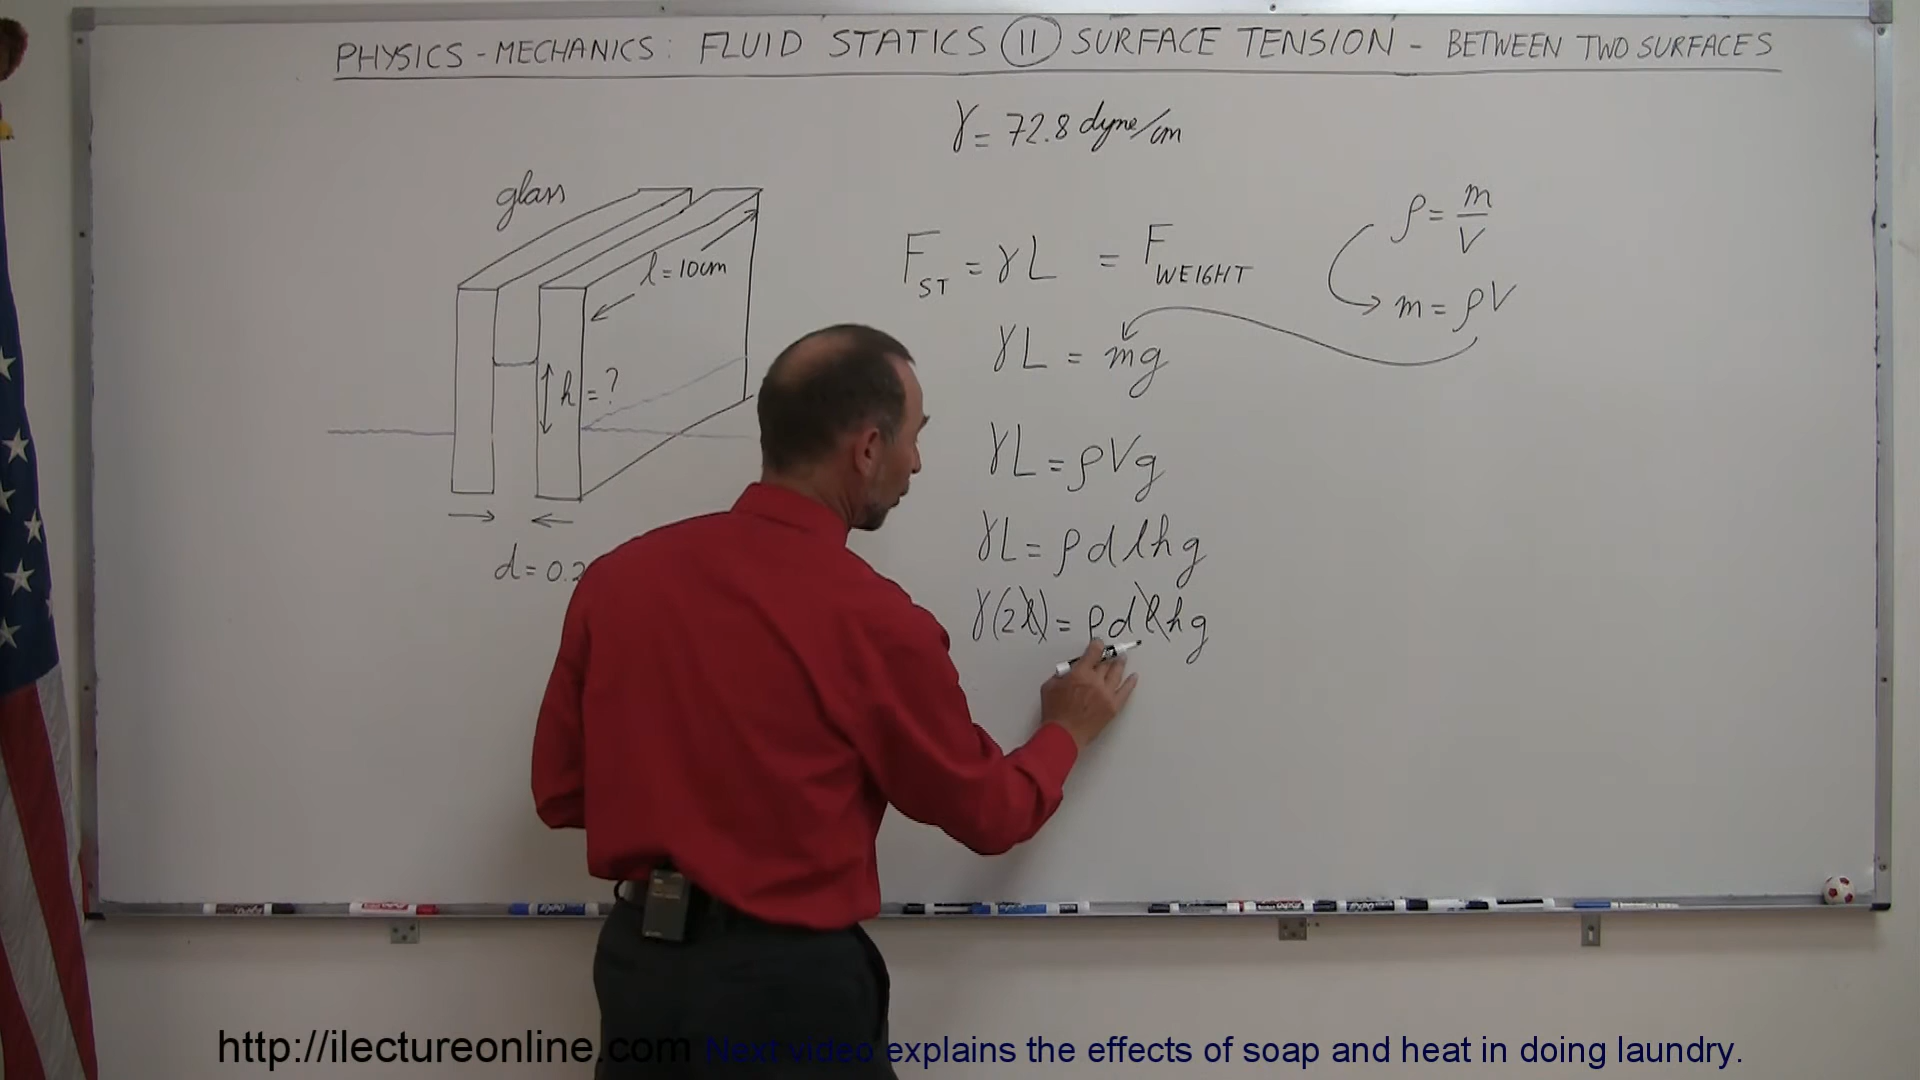 PHYSICS - MECHANICS: FLUID STATICS 11 SURFACE TENSION - BETWEEN TWO SURFACES
γ = 72.8 dyne/cm
glass
l = 10cm
h = ?
d = 0.2
F_ST = γL = F_WEIGHT
γL = mg
γL = ρVg
γL = ρdlhg
γ(2l) = ρdlhg
ρ = m/V
m = ρV
http://ilectureonline.com Next video explains the effects of soap and heat in doing laundry.